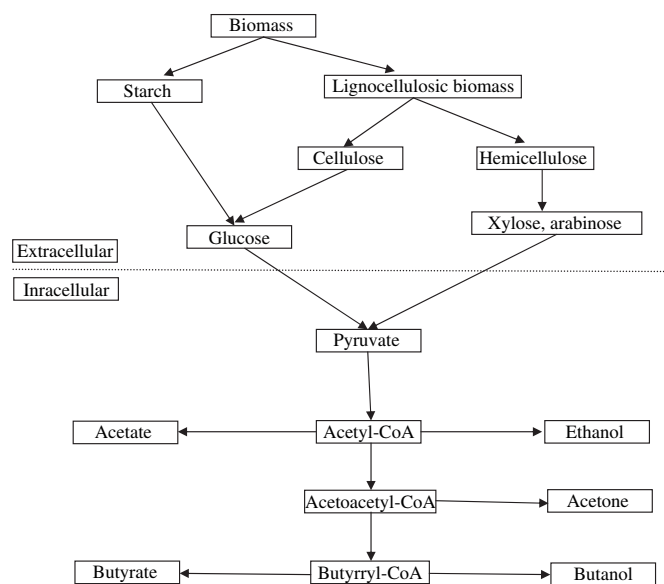 Biomass
Starch
Lignocellulosic biomass
Cellulose
Hemicellulose
Glucose
Xylose, arabinose
Extracellular
Inracellular
Pyruvate
Acetate
Acetyl-CoA
Ethanol
Acetoacetyl-CoA
Acetone
Butyrate
Butyrryl-CoA
Butanol